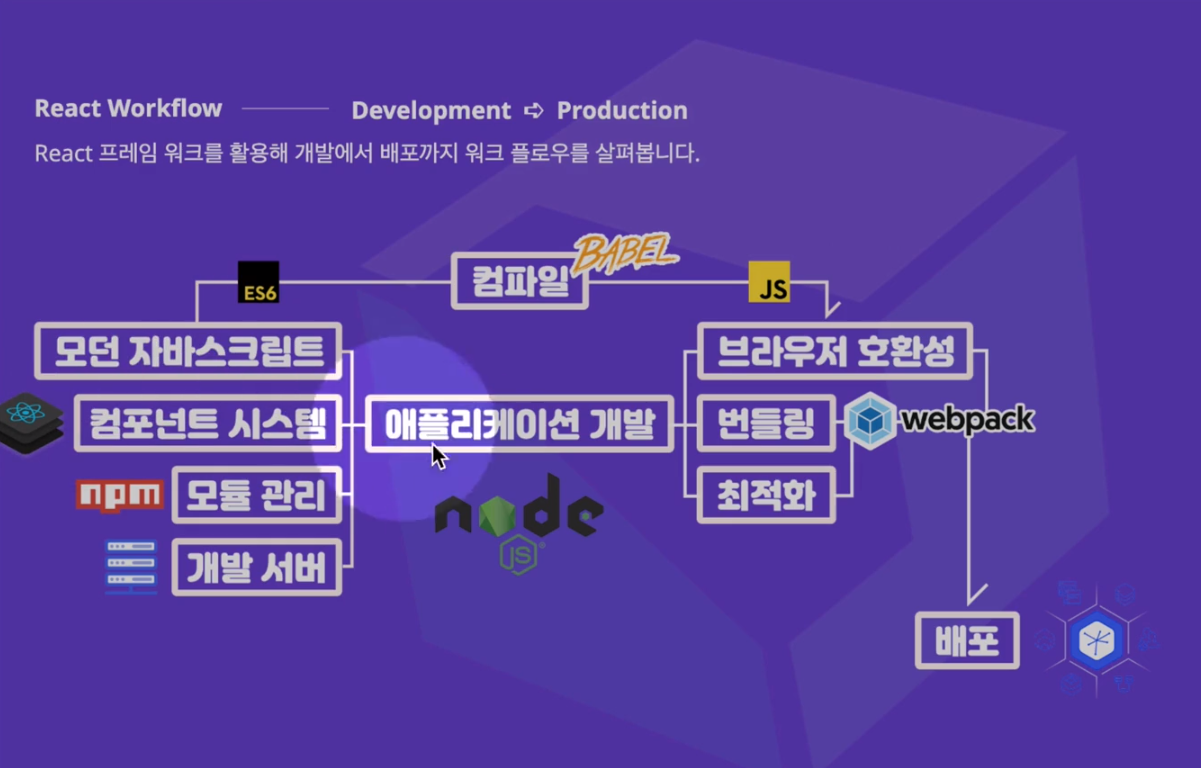 React Workflow
Development ➪ Production
React 프레임 워크를 활용해 개발에서 배포까지 워크 플로우를 살펴봅니다.
BABEL
컴파일
ES6
JS
모던 자바스크립트
브라우저 호환성
컴포넌트 시스템
애플리케이션 개발
번들링
webpack
npm
모듈 관리
최적화
node
JS
개발 서버
배포